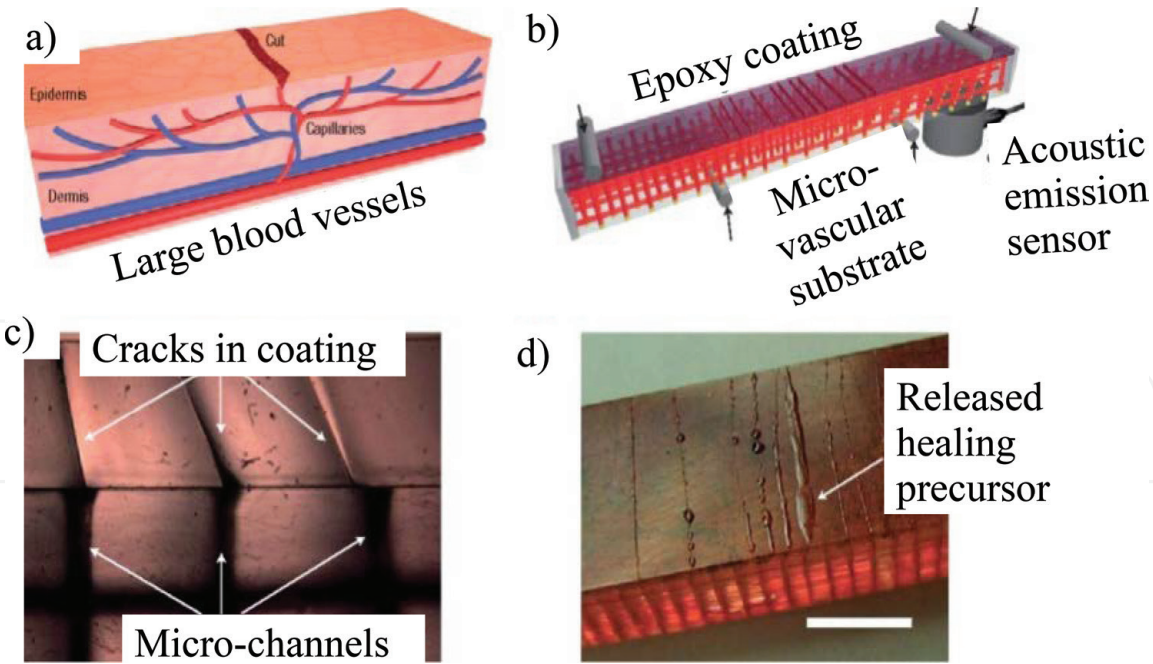 a)
Cut
Epidermis
Capillaries
Dermis
Large blood vessels
b)
Epoxy coating
Micro-
vascular
substrate
Acoustic
emission
sensor
c)
Cracks in coating
Micro-channels
d)
Released
healing
precursor